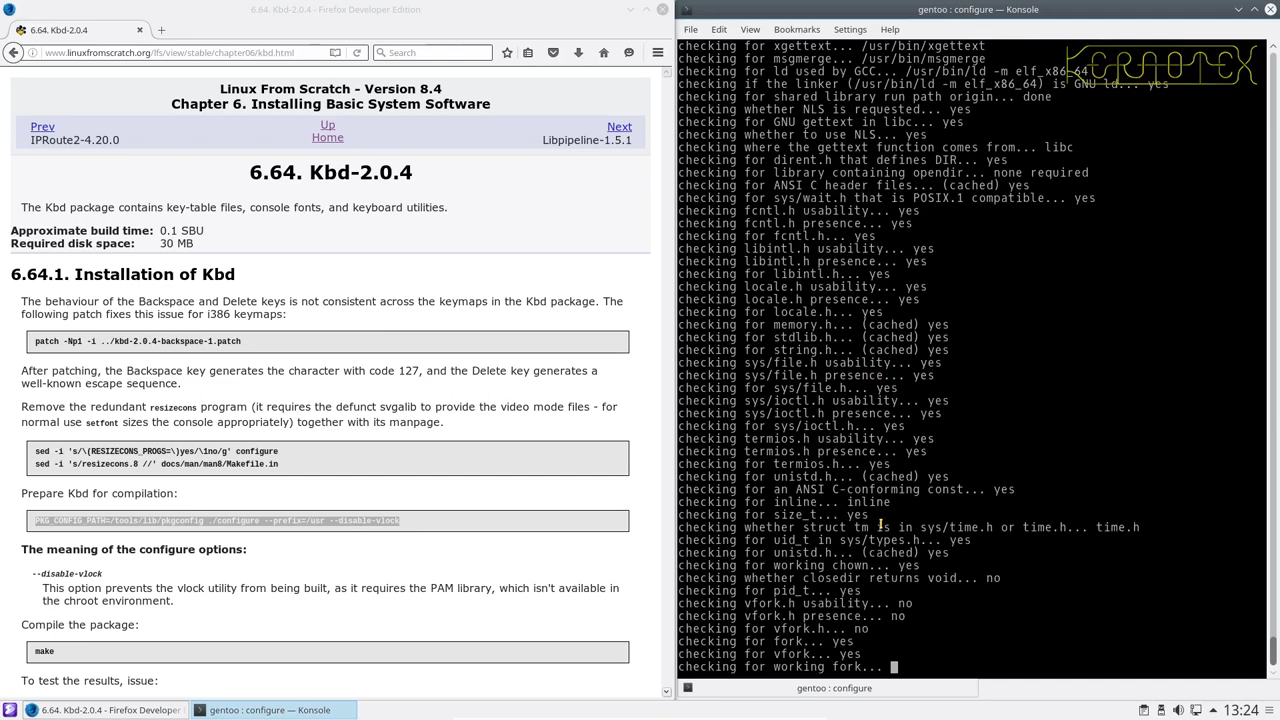 6.64. Kbd-2.0.4 - Firefox Developer Edition
6.64. Kbd-2.0.4
www.linuxfromscratch.org/lfs/view/stable/chapter06/kbd.html
Search
Linux From Scratch - Version 8.4
Chapter 6. Installing Basic System Software
Prev
Up
Next
IPRoute2-4.20.0
Home
Libpipeline-1.5.1
6.64. Kbd-2.0.4
The Kbd package contains key-table files, console fonts, and keyboard utilities.
Approximate build time: 0.1 SBU
Required disk space: 30 MB
6.64.1. Installation of Kbd
The behaviour of the Backspace and Delete keys is not consistent across the keymaps in the Kbd package. The
following patch fixes this issue for i386 keymaps:
patch -Np1 -i ../kbd-2.0.4-backspace-1.patch
After patching, the Backspace key generates the character with code 127, and the Delete key generates a
well-known escape sequence.
Remove the redundant resizecons program (it requires the defunct svgalib to provide the video mode files - for
normal use setfont sizes the console appropriately) together with its manpage.
sed -i 's/\(RESIZECONS_PROGS=\)yes/\1no/g' configure
sed -i 's/resizecons.8 //' docs/man/man8/Makefile.in
Prepare Kbd for compilation:
PKG_CONFIG_PATH=/tools/lib/pkgconfig ./configure --prefix=/usr --disable-vlock
The meaning of the configure options:
--disable-vlock
This option prevents the vlock utility from being built, as it requires the PAM library, which isn't available in
the chroot environment.
Compile the package:
make
To test the results, issue:
gentoo : configure — Konsole
File Edit View Bookmarks Settings Help
KERNOTEX
checking for xgettext... /usr/bin/xgettext
checking for msgmerge... /usr/bin/msgmerge
checking for ld used by GCC... /usr/bin/ld -m elf_x86_64
checking if the linker (/usr/bin/ld -m elf_x86_64) is GNU ld... yes
checking for shared library run path origin... done
checking whether NLS is requested... yes
checking for GNU gettext in libc... yes
checking whether to use NLS... yes
checking where the gettext function comes from... libc
checking for dirent.h that defines DIR... yes
checking for library containing opendir... none required
checking for ANSI C header files... (cached) yes
checking for sys/wait.h that is POSIX.1 compatible... yes
checking fcntl.h usability... yes
checking fcntl.h presence... yes
checking for fcntl.h... yes
checking libintl.h usability... yes
checking libintl.h presence... yes
checking for libintl.h... yes
checking locale.h usability... yes
checking locale.h presence... yes
checking for locale.h... yes
checking for memory.h... (cached) yes
checking for stdlib.h... (cached) yes
checking for string.h... (cached) yes
checking sys/file.h usability... yes
checking sys/file.h presence... yes
checking for sys/file.h... yes
checking sys/ioctl.h usability... yes
checking sys/ioctl.h presence... yes
checking for sys/ioctl.h... yes
checking termios.h usability... yes
checking termios.h presence... yes
checking for termios.h... yes
checking for unistd.h... (cached) yes
checking for an ANSI C-conforming const... yes
checking for inline... inline
checking for size_t... yes
checking whether struct tm is in sys/time.h or time.h... time.h
checking for uid_t in sys/types.h... yes
checking for unistd.h... (cached) yes
checking for working chown... yes
checking whether closedir returns void... no
checking for pid_t... yes
checking vfork.h usability... no
checking vfork.h presence... no
checking for vfork.h... no
checking for fork... yes
checking for vfork... yes
checking for working fork...
gentoo : configure
6.64. Kbd-2.0.4 - Firefox Developer
gentoo : configure — Konsole
13:24